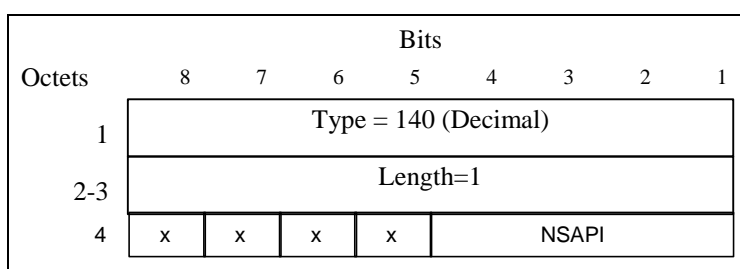 Bits
Octets 8 7 6 5 4 3 2 1
1 Type = 140 (Decimal)
2-3 Length=1
4 x x x x NSAPI